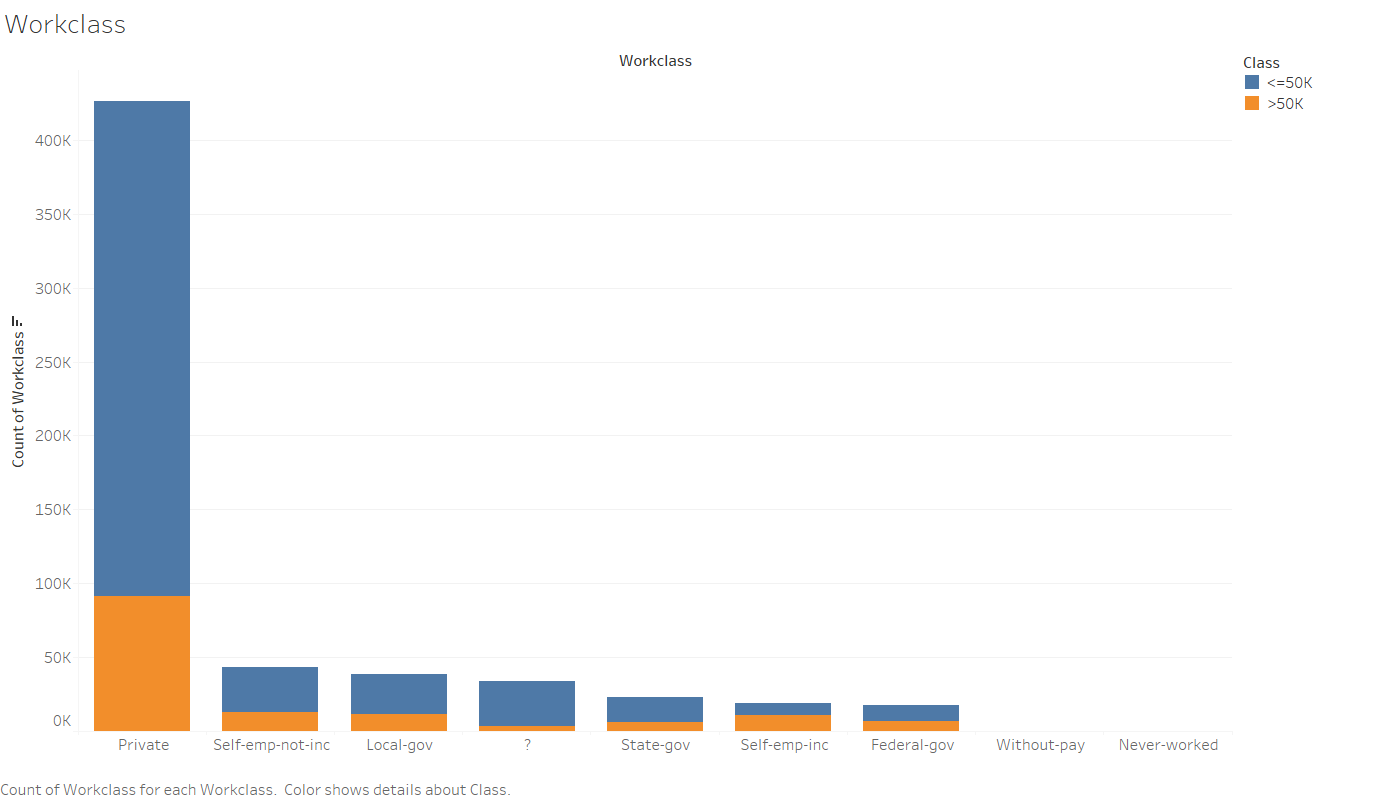 Workclass
Workclass
Class
<=50K
>50K
Count of Workclass
400K
350K
300K
250K
200K
150K
100K
50K
0K
Private Self-emp-not-inc Local-gov ? State-gov Self-emp-inc Federal-gov Without-pay Never-worked
Count of Workclass for each Workclass. Color shows details about Class.